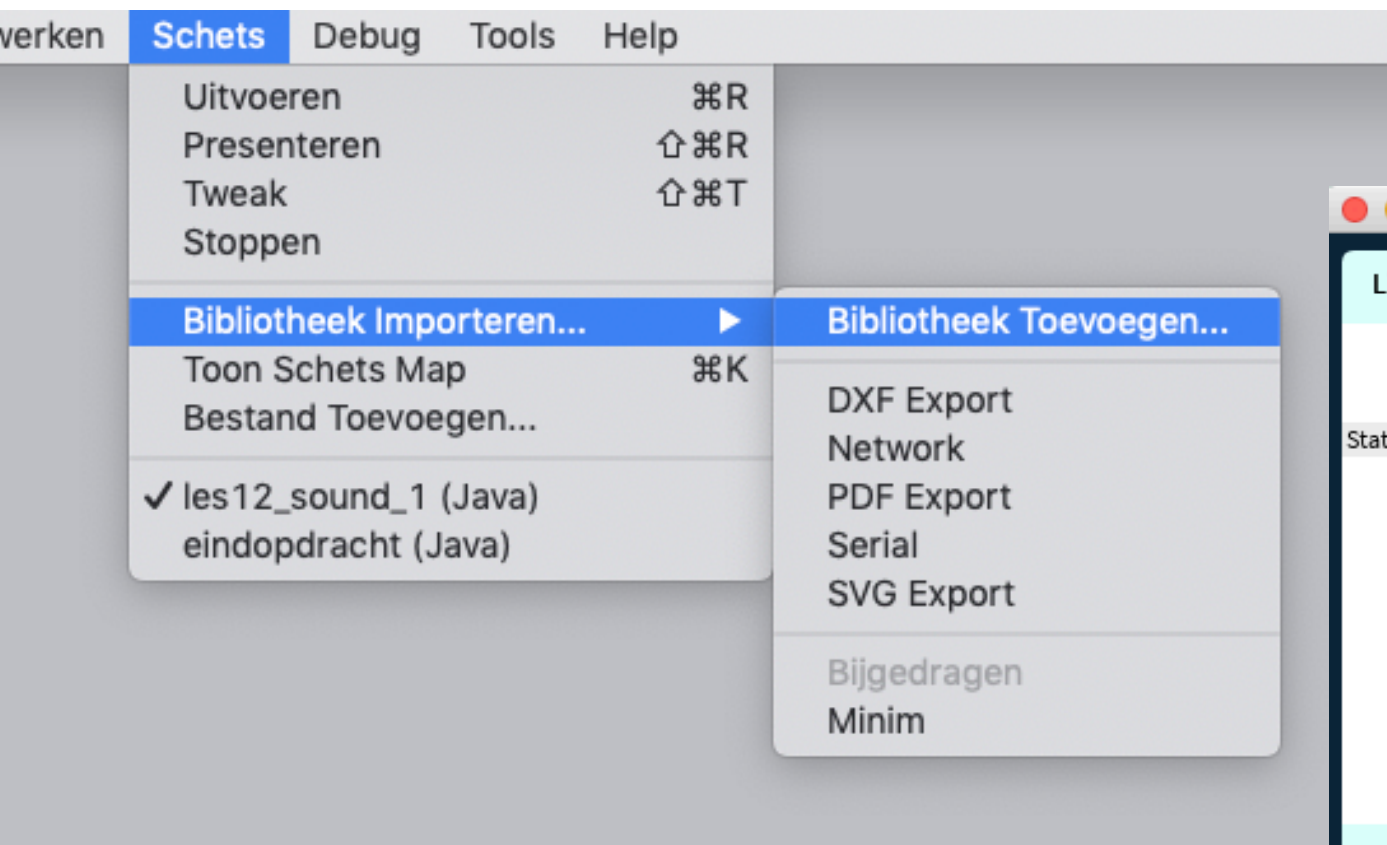 werken Schets Debug Tools Help
Uitvoeren ⌘R
Presenteren ⇧⌘R
Tweak ⇧⌘T
Stoppen
Bibliotheek Importeren... ▶
Toon Schets Map ⌘K
Bestand Toevoegen...
✓ les12_sound_1 (Java)
eindopdracht (Java)
Bibliotheek Toevoegen...
DXF Export
Network
PDF Export
Serial
SVG Export
Bijgedragen
Minim
L
Stat